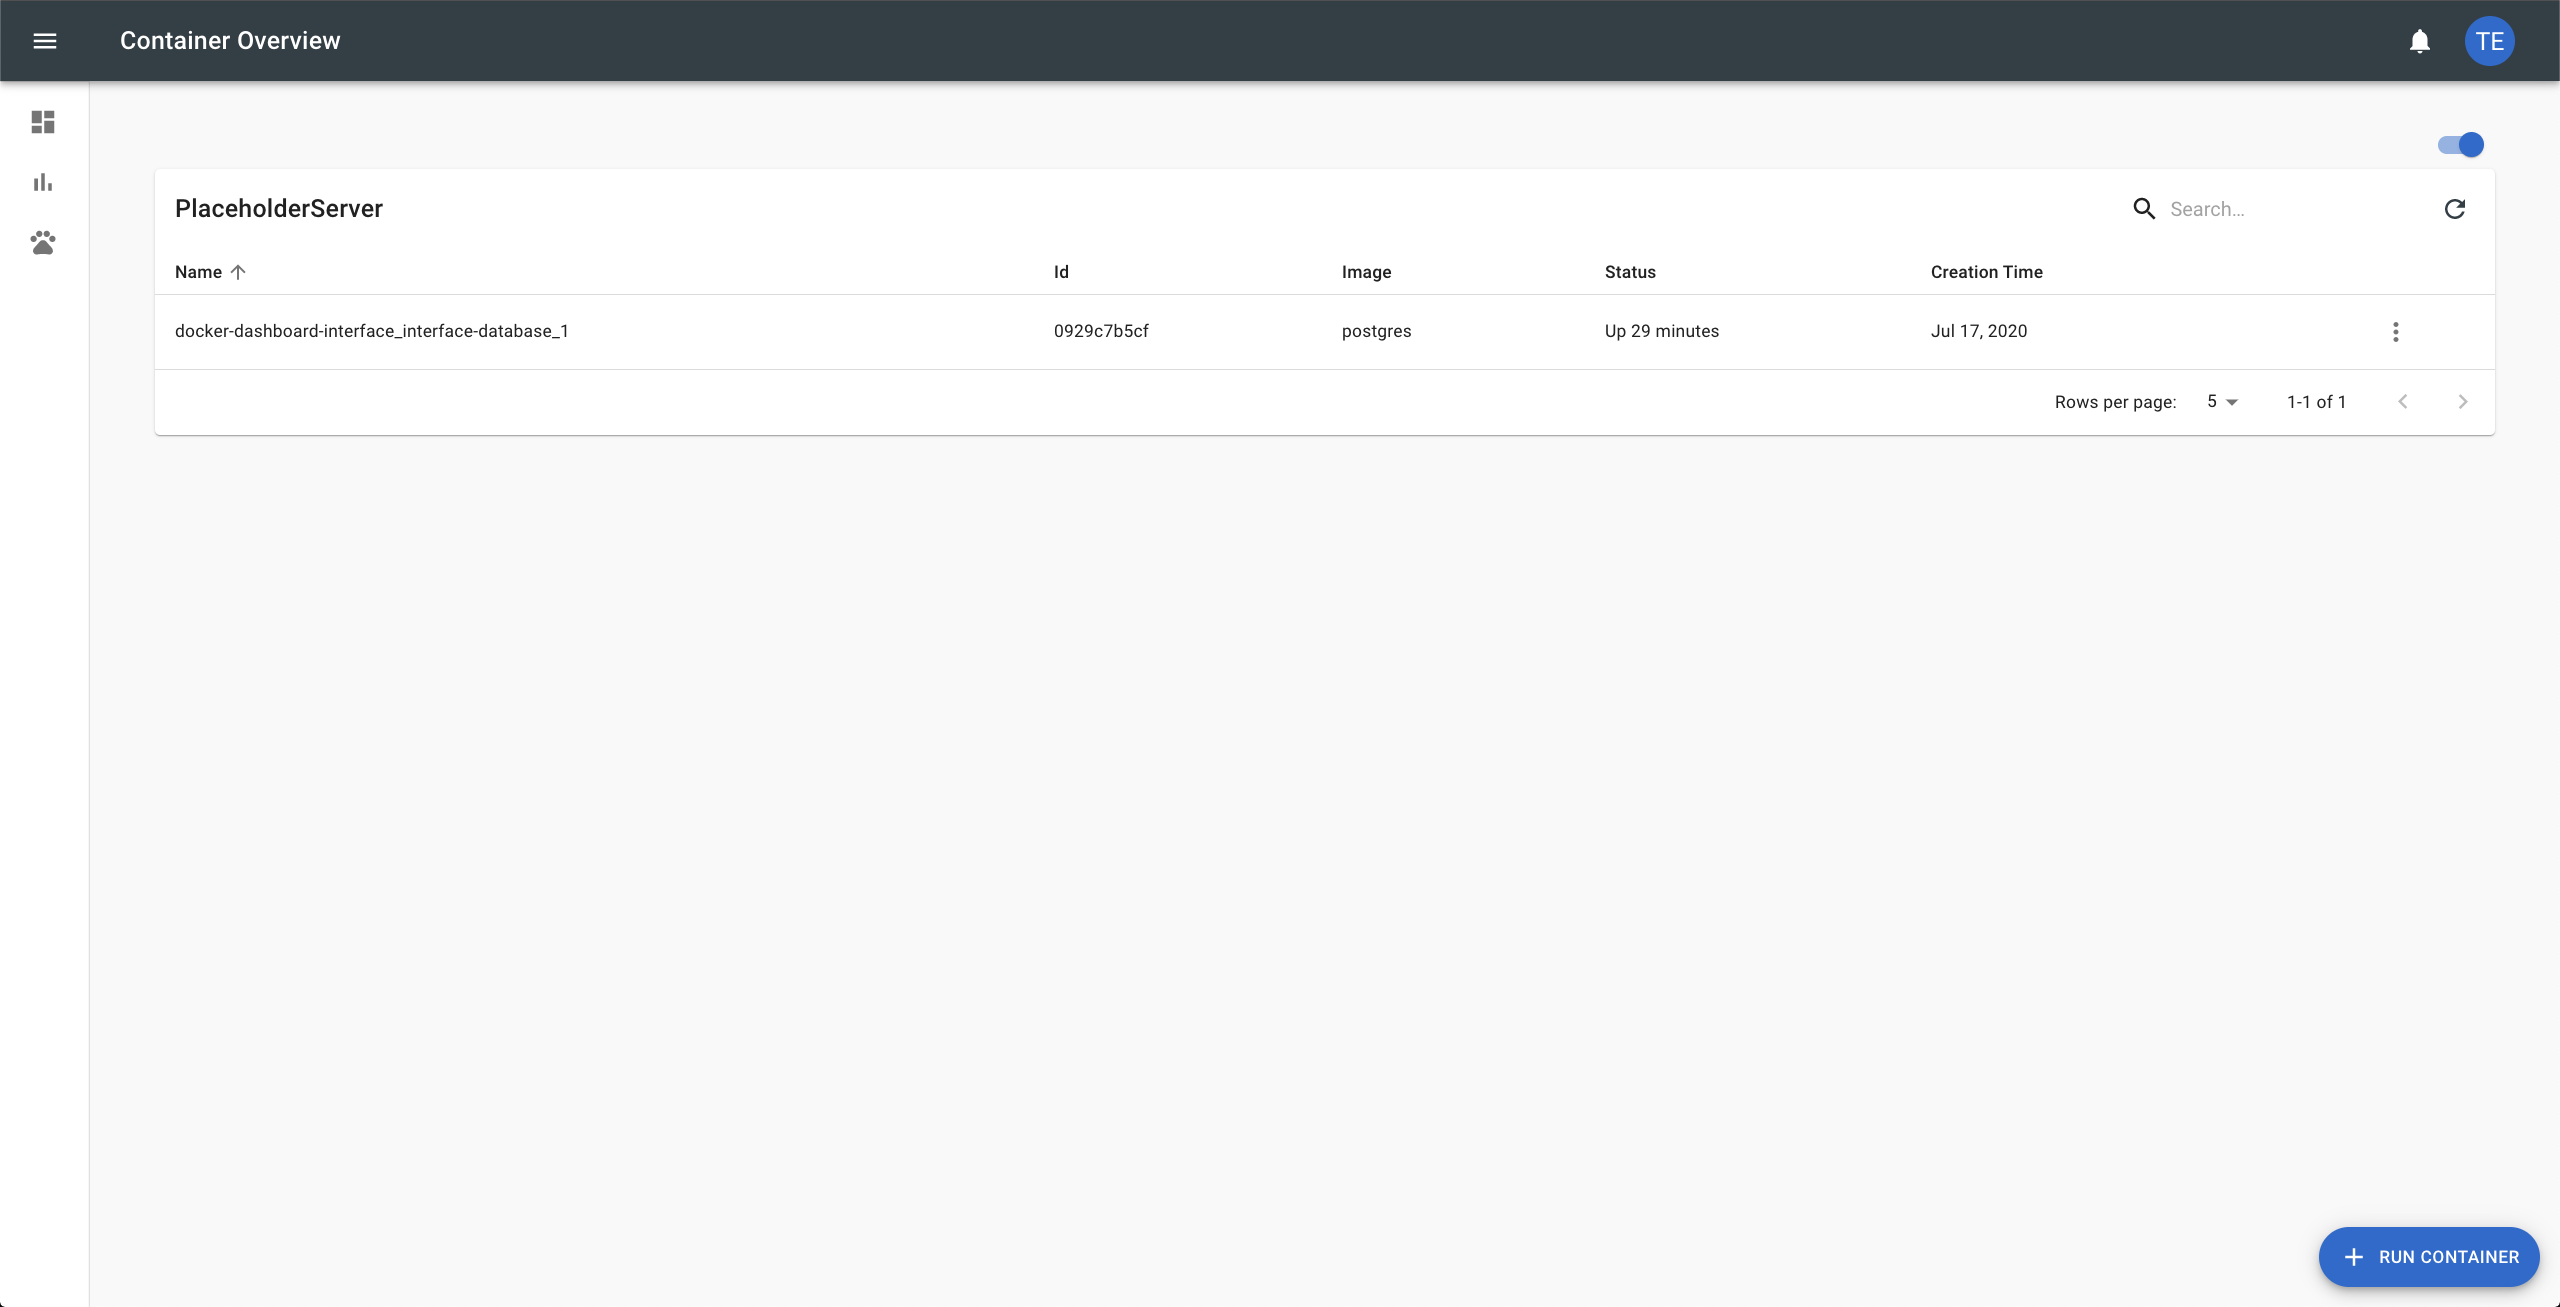 Container Overview
TE
PlaceholderServer
Search...
Name Id Image Status Creation Time
docker-dashboard-interface_interface-database_1 0929c7b5cf postgres Up 29 minutes Jul 17, 2020
Rows per page: 5 1-1 of 1
RUN CONTAINER